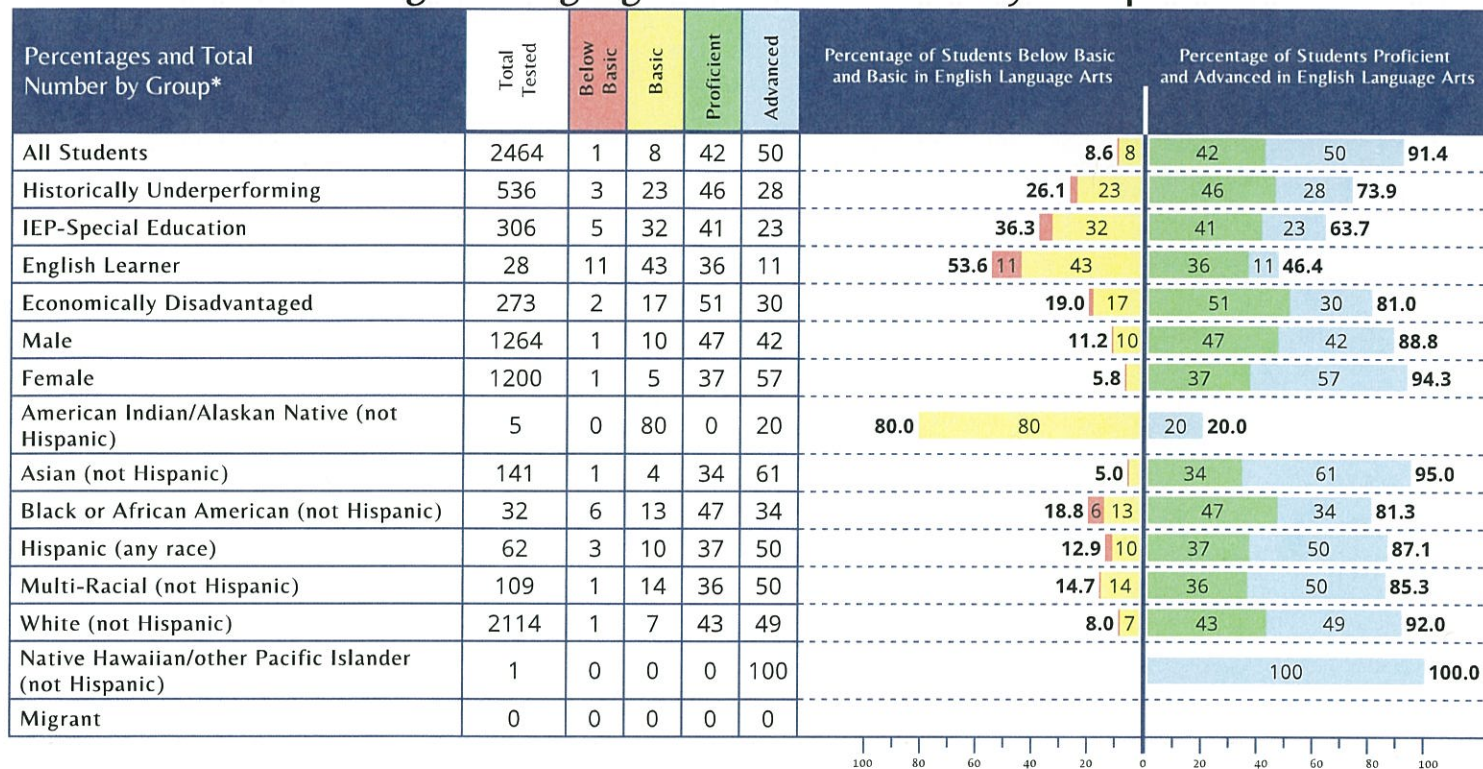 Percentages and Total
Number by Group*
Total
Tested
Below
Basic
Basic
Proficient
Advanced
Percentage of Students Below Basic
and Basic in English Language Arts
Percentage of Students Proficient
and Advanced in English Language Arts
All Students 2464 1 8 42 50 8.6 8 42 50 91.4
Historically Underperforming 536 3 23 46 28 26.1 23 46 28 73.9
IEP-Special Education 306 5 32 41 23 36.3 32 41 23 63.7
English Learner 28 11 43 36 11 53.6 11 43 36 11 46.4
Economically Disadvantaged 273 2 17 51 30 19.0 17 51 30 81.0
Male 1264 1 10 47 42 11.2 10 47 42 88.8
Female 1200 1 5 37 57 5.8 37 57 94.3
American Indian/Alaskan Native (not
Hispanic) 5 0 80 0 20 80.0 80 20 20.0
Asian (not Hispanic) 141 1 4 34 61 5.0 34 61 95.0
Black or African American (not Hispanic) 32 6 13 47 34 18.8 6 13 47 34 81.3
Hispanic (any race) 62 3 10 37 50 12.9 10 37 50 87.1
Multi-Racial (not Hispanic) 109 1 14 36 50 14.7 14 36 50 85.3
White (not Hispanic) 2114 1 7 43 49 8.0 7 43 49 92.0
Native Hawaiian/other Pacific Islander
(not Hispanic) 1 0 0 0 100 100 100.0
Migrant 0 0 0 0 0
100 80 60 40 20 0 20 40 60 80 100